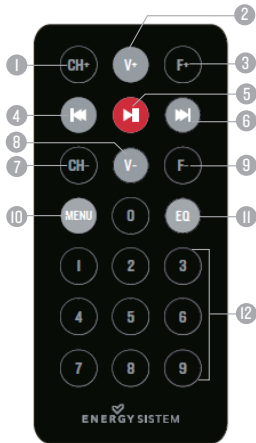 2
1 CH+ V+ F+ 3
5
4 6
8
7 CH- V- F- 9
10 MENU 0 EQ 11
1 2 3
12
4 5 6
7 8 9
ENERGY SISTEM